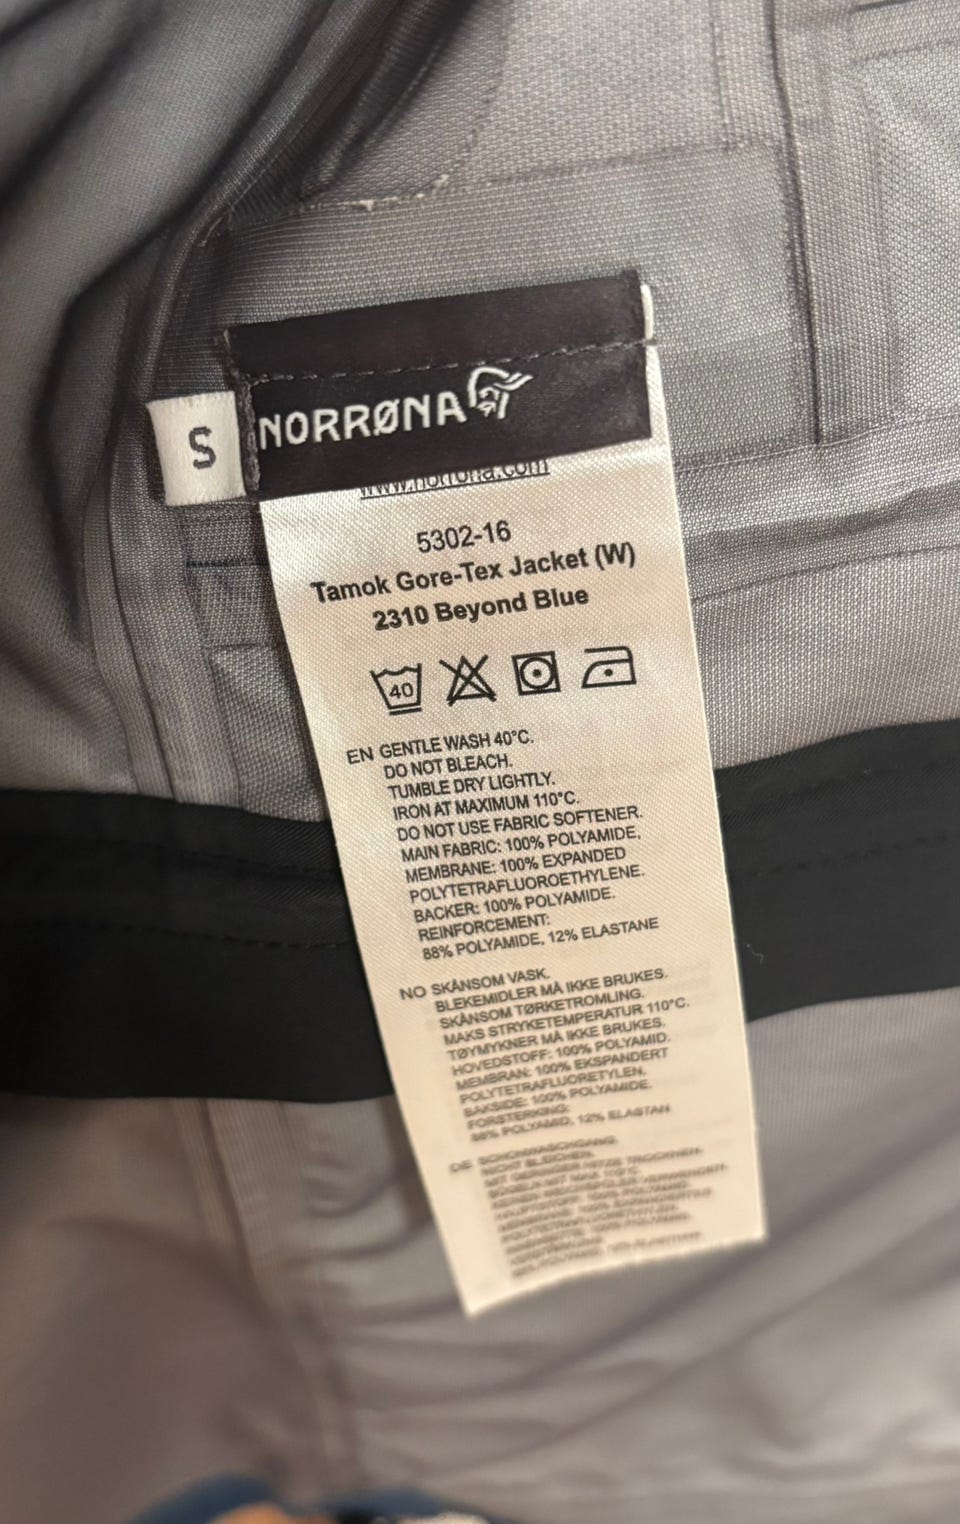 S
NORRØNA
www.norrona.com
5302-16
Tamok Gore-Tex Jacket (W)
2310 Beyond Blue
40
EN GENTLE WASH 40°C.
DO NOT BLEACH.
TUMBLE DRY LIGHTLY.
IRON AT MAXIMUM 110°C.
DO NOT USE FABRIC SOFTENER.
MAIN FABRIC: 100% POLYAMIDE,
MEMBRANE: 100% EXPANDED
POLYTETRAFLUOROETHYLENE.
BACKER: 100% POLYAMIDE.
REINFORCEMENT:
88% POLYAMIDE, 12% ELASTANE
NO SKÅNSOM VASK.
BLEKEMIDLER MÅ IKKE BRUKES.
SKÅNSOM TØRKETROMLING.
MAKS STRYKETEMPERATUR 110°C.
TØYMYKNER MÅ IKKE BRUKES.
HOVEDSTOFF: 100% POLYAMID.
MEMBRAN: 100% EKSPANDERT
POLYTETRAFLUORETYLEN.
BAKSIDE: 100% POLYAMIDE.
FORSTERKING:
88% POLYAMID, 12% ELASTAN
DE SCHONWASCHGANG.
NICHT BLEICHEN.